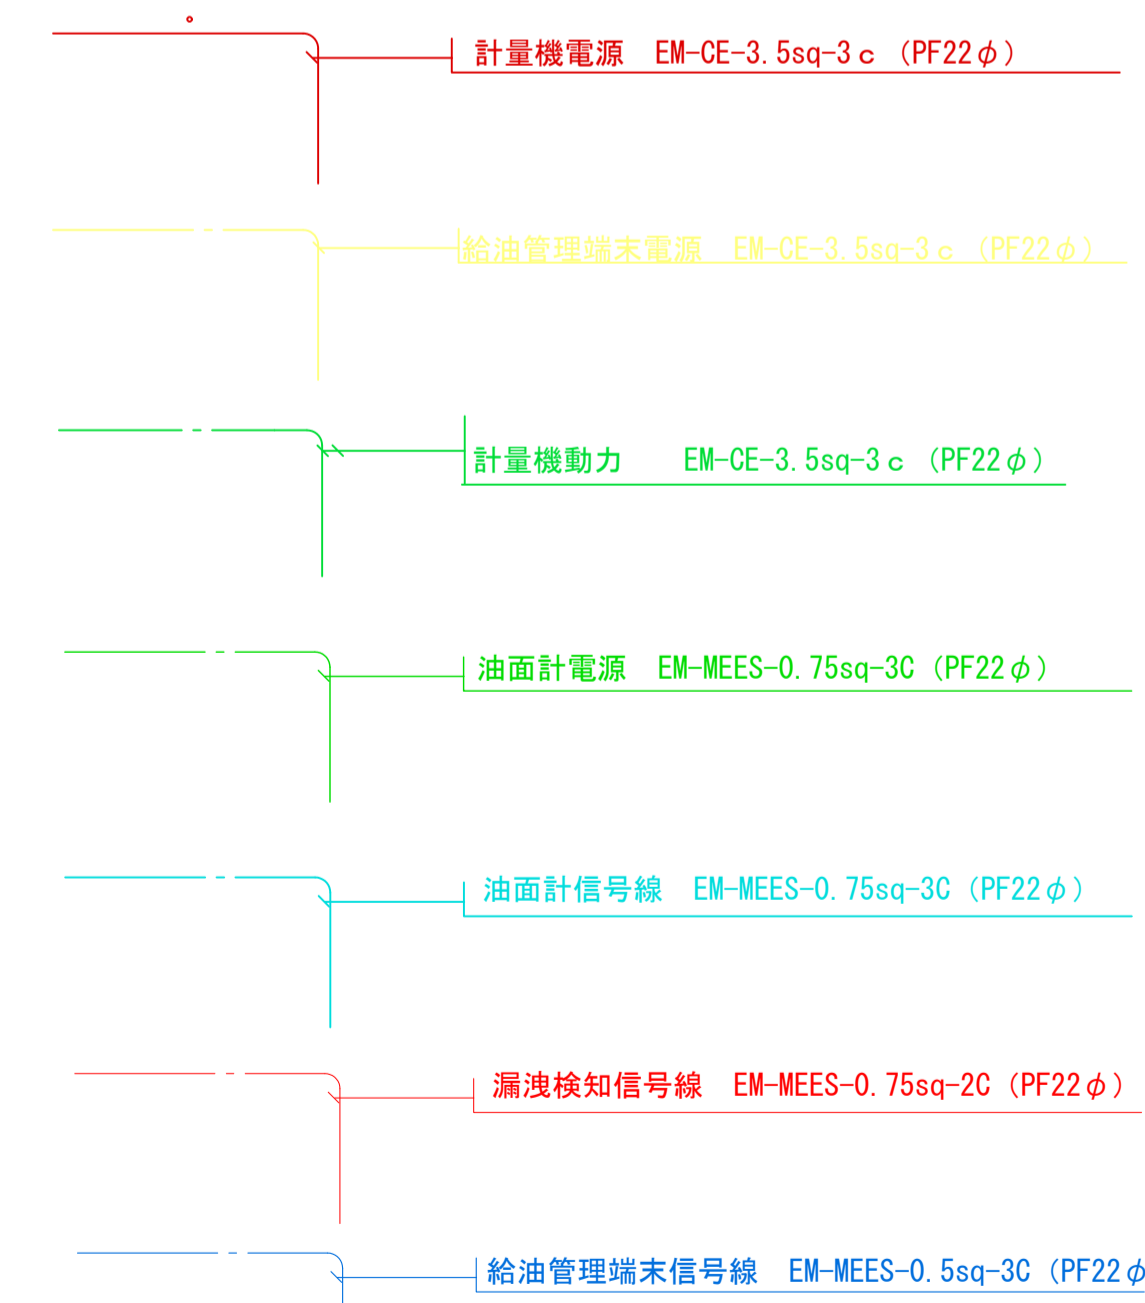 計量機電源　EM-CE-3.5sq-3ｃ（PF22φ）
給油管理端末電源　EM-CE-3.5sq-3ｃ（PF22φ）
計量機動力　　EM-CE-3.5sq-3ｃ（PF22φ）
油面計電源　EM-MEES-0.75sq-3C（PF22φ）
油面計信号線　EM-MEES-0.75sq-3C（PF22φ）
漏洩検知信号線　EM-MEES-0.75sq-2C（PF22φ）
給油管理端末信号線　EM-MEES-0.5sq-3C（PF22φ